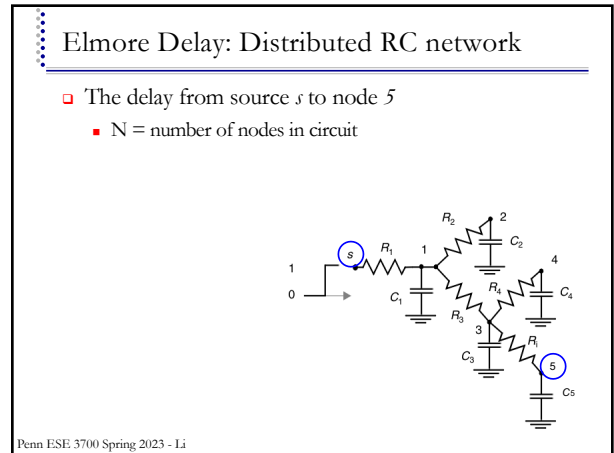 Elmore Delay: Distributed RC network
The delay from source s to node 5
N = number of nodes in circuit
R2
2
s
R1
1
C2
4
1
0
C1
R3
R4
C4
3
C3
Ri
5
C5
Penn ESE 3700 Spring 2023 - Li